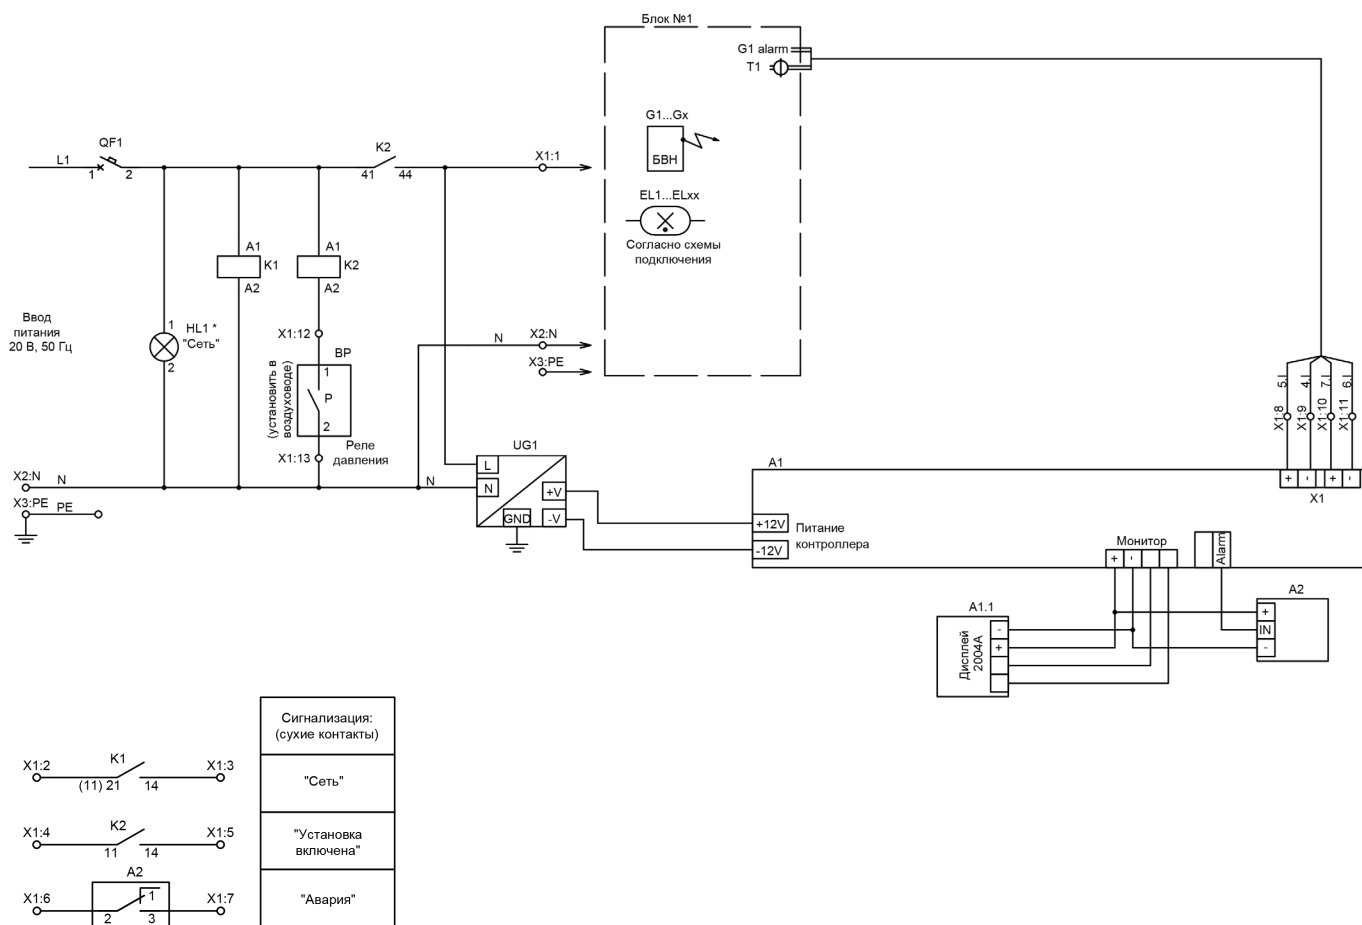 Блок №1
G1 alarm
T1
G1...Gx
БВН
EL1...ELxx
Согласно схемы
подключения
QF1
L1
1
2
K2
41
44
X1:1
A1
K1
A2
A1
K2
A2
Ввод
питания
20 В, 50 Гц
1
HL1 *
"Сеть"
2
X1:12
BP
1
P
2
(установить в
воздуховоде)
Реле
давления
X1:13
N
X2:N
X3:PE
X2:N
N
N
X3:PE
PE
UG1
L
N
GND
+V
-V
A1
+12V
-12V
Питание
контроллера
5.I
4.I
7.I
6.I
X1:8
X1:9
X1:10
X1:11
+ - + -
X1
Монитор
+ -
Alarm
A1.1
Дисплей
2004A
-
+
A2
+
IN
-
Сигнализация:
(сухие контакты)
X1:2
K1
X1:3
(11) 21
14
"Сеть"
X1:4
K2
X1:5
11
14
"Установка
включена"
A2
X1:6
1
X1:7
2
3
"Авария"